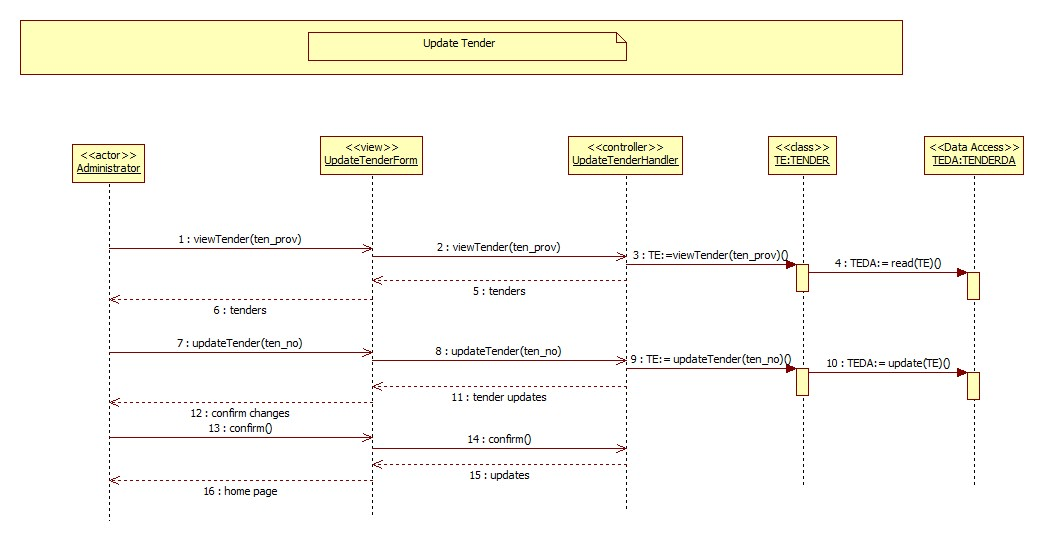 Update Tender
<<actor>>
Administrator
<<view>>
UpdateTenderForm
<<controller>>
UpdateTenderHandler
<<class>>
TE:TENDER
<<Data Access>>
TEDA:TENDERDA
1 : viewTender(ten_prov)
2 : viewTender(ten_prov)
3 : TE:=viewTender(ten_prov)()
4 : TEDA:= read(TE)()
5 : tenders
6 : tenders
7 : updateTender(ten_no)
8 : updateTender(ten_no)
9 : TE:= updateTender(ten_no)()
10 : TEDA:= update(TE)()
11 : tender updates
12 : confirm changes
13 : confirm()
14 : confirm()
15 : updates
16 : home page